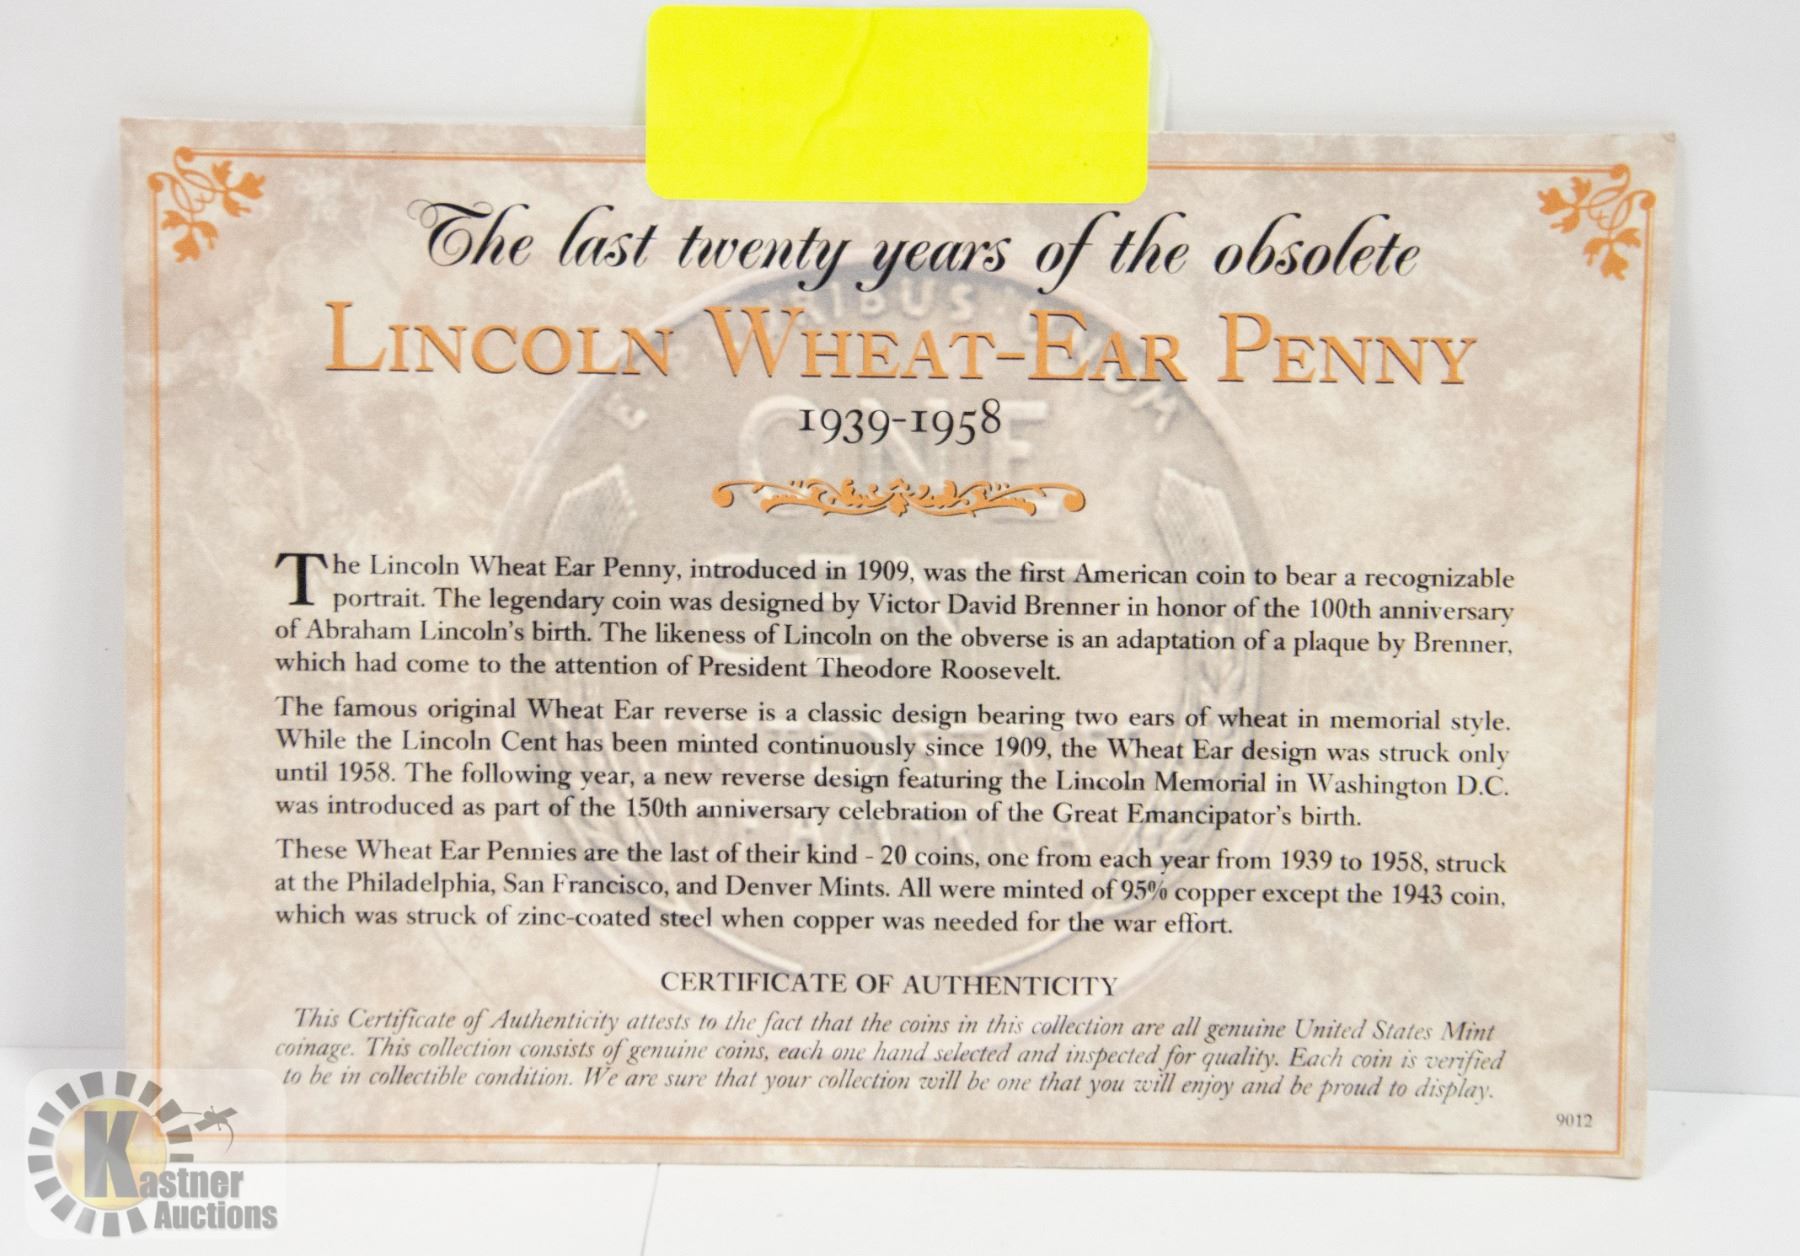 The last twenty years of the obsolete
LINCOLN WHEAT-EAR PENNY
1939-1958
The Lincoln Wheat Ear Penny, introduced in 1909, was the first American coin to bear a recognizable
portrait. The legendary coin was designed by Victor David Brenner in honor of the 100th anniversary
of Abraham Lincoln's birth. The likeness of Lincoln on the obverse is an adaptation of a plaque by Brenner,
which had come to the attention of President Theodore Roosevelt.
The famous original Wheat Ear reverse is a classic design bearing two ears of wheat in memorial style.
While the Lincoln Cent has been minted continuously since 1909, the Wheat Ear design was struck only
until 1958. The following year, a new reverse design featuring the Lincoln Memorial in Washington D.C.
was introduced as part of the 150th anniversary celebration of the Great Emancipator's birth.
These Wheat Ear Pennies are the last of their kind - 20 coins, one from each year from 1939 to 1958, struck
at the Philadelphia, San Francisco, and Denver Mints. All were minted of 95% copper except the 1943 coin,
which was struck of zinc-coated steel when copper was needed for the war effort.
CERTIFICATE OF AUTHENTICITY
This Certificate of Authenticity attests to the fact that the coins in this collection are all genuine United States Mint
coinage. This collection consists of genuine coins, each one hand selected and inspected for quality. Each coin is verified
to be in collectible condition. We are sure that your collection will be one that you will enjoy and be proud to display.
9012
Kastner
Auctions